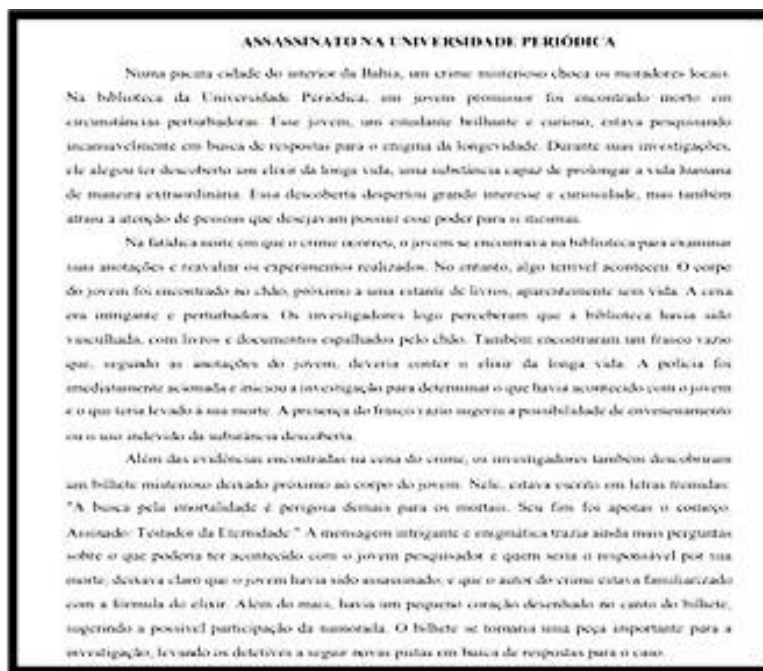 ASSASSINATO NA UNIVERSIDADE PERIÓDICA
Numa pacata cidade do interior da Bahia, um crime misterioso choca os moradores locais.
Na biblioteca da Universidade Periódica, um jovem promissor foi encontrado morto em
circunstâncias perturbadoras. Esse jovem, um estudante brilhante e curioso, estava pesquisando
incansavelmente em busca de respostas para o enigma da longevidade. Durante suas investigações,
ele alegou ter descoberto um elixir da longa vida, uma substância capaz de prolongar a vida humana
de maneira extraordinária. Essa descoberta despertou grande interesse e curiosidade, mas também
atraiu a atenção de pessoas que desejavam possuir esse poder para si mesmas.
Na fatídica noite em que o crime ocorreu, o jovem se encontrava na biblioteca para examinar
suas anotações e reavaliar os experimentos realizados. No entanto, algo terrível aconteceu. O corpo
do jovem foi encontrado no chão, próximo a uma estante de livros, aparentemente sem vida. A cena
era intrigante e perturbadora. Os investigadores logo perceberam que a biblioteca havia sido
vasculhada, com livros e documentos espalhados pelo chão. Também encontraram um frasco vazio
que, segundo as anotações do jovem, deveria conter o elixir da longa vida. A polícia foi
imediatamente acionada e iniciou a investigação para determinar o que havia acontecido com o jovem
e o que teria levado à sua morte. A presença do frasco vazio sugeria a possibilidade de envenenamento
ou o uso indevido da substância descoberta.
Além das evidências encontradas na cena do crime, os investigadores também descobriram
um bilhete misterioso deixado próximo ao corpo do jovem. Nele, estava escrito em letras tremidas:
"A busca pela imortalidade é perigosa demais para os mortais. Seu fim foi apenas o começo.
Assinado: Testados da Eternidade." A mensagem intrigante e enigmática trazia ainda mais perguntas
sobre o que poderia ter acontecido com o jovem pesquisador e quem seria o responsável por sua
morte, deixava claro que o jovem havia sido assassinado; e que o autor do crime estava familiarizado
com a fórmula do elixir. Além do mais, havia um pequeno coração desenhado no canto do bilhete,
sugerindo a possível participação da namorada. O bilhete se tornaria uma peça importante para a
investigação, levando os detetives a seguir novas pistas em busca de respostas para o caso.